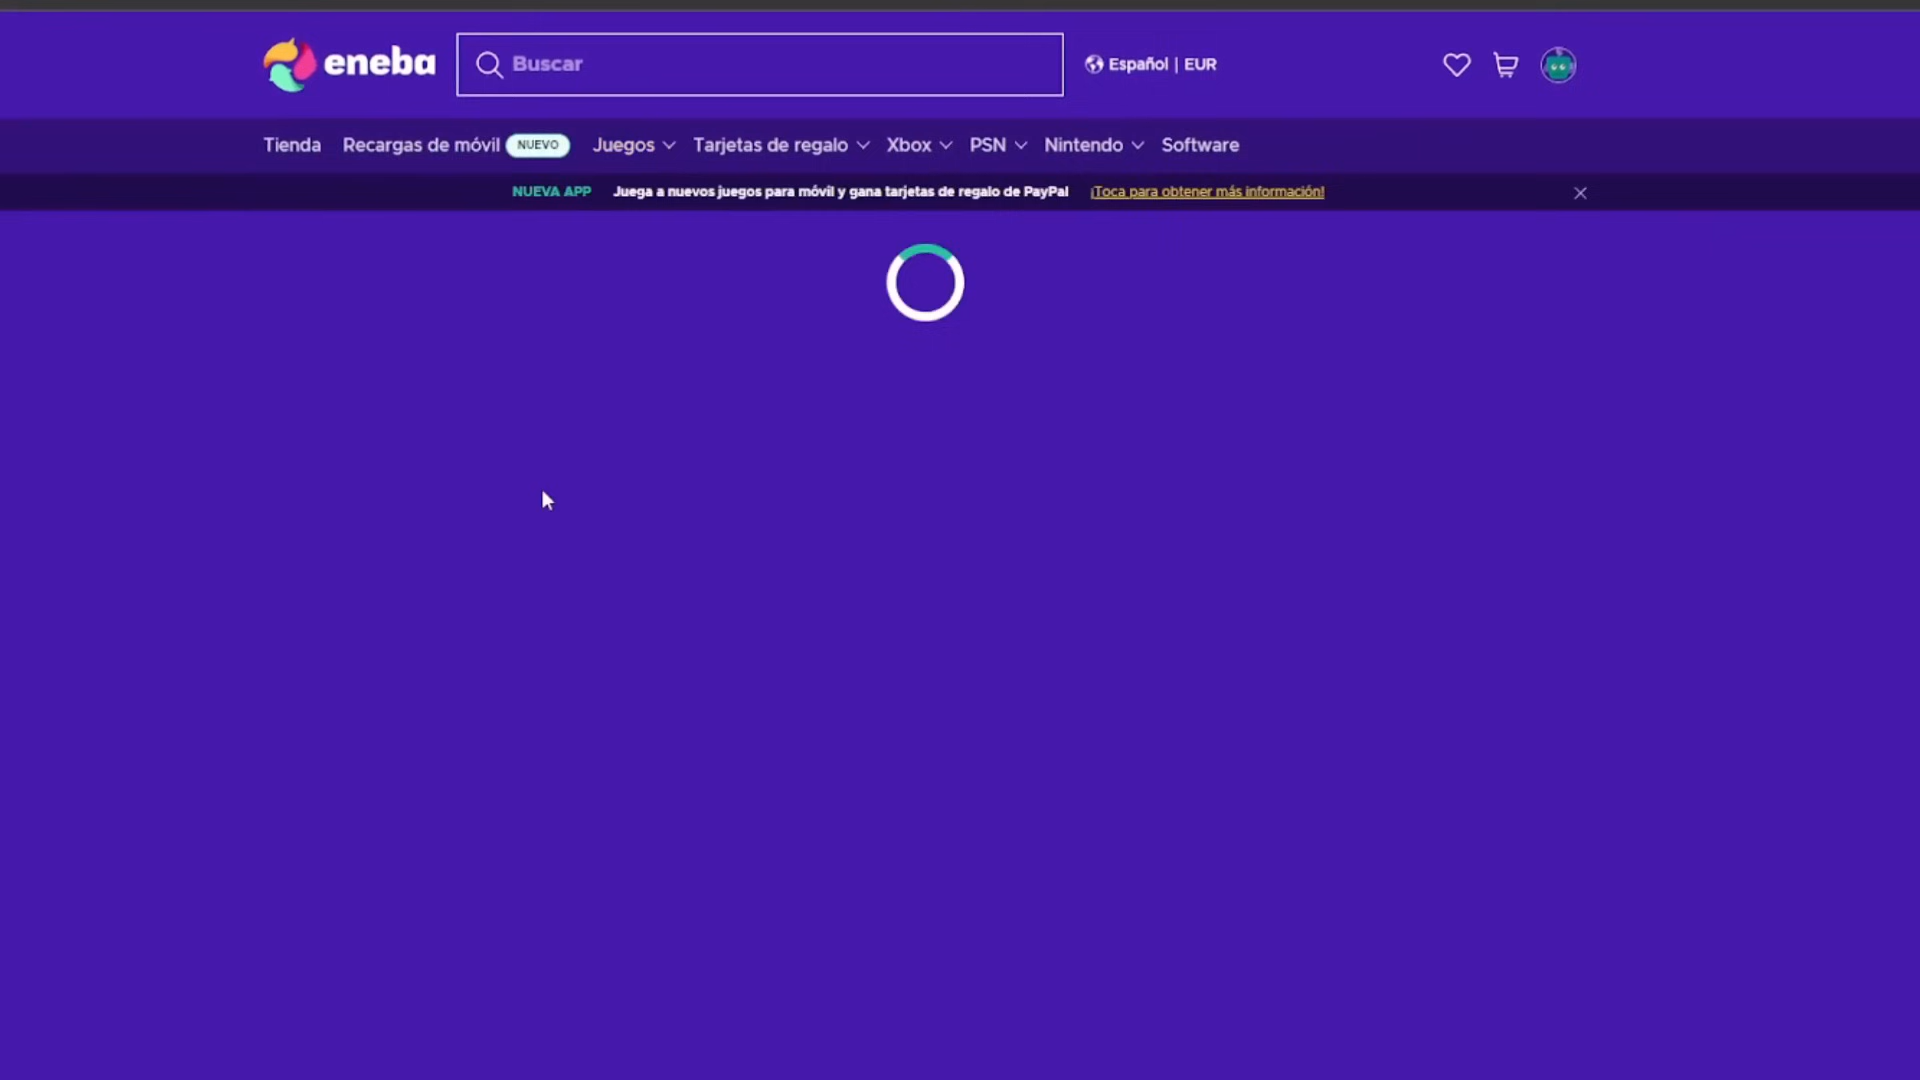 eneba
Buscar
Español | EUR
Tienda
Recargas de móvil NUEVO
Juegos
Tarjetas de regalo
Xbox
PSN
Nintendo
Software
NUEVA APP Juega a nuevos juegos para móvil y gana tarjetas de regalo de PayPal ¡Toca para obtener más información!